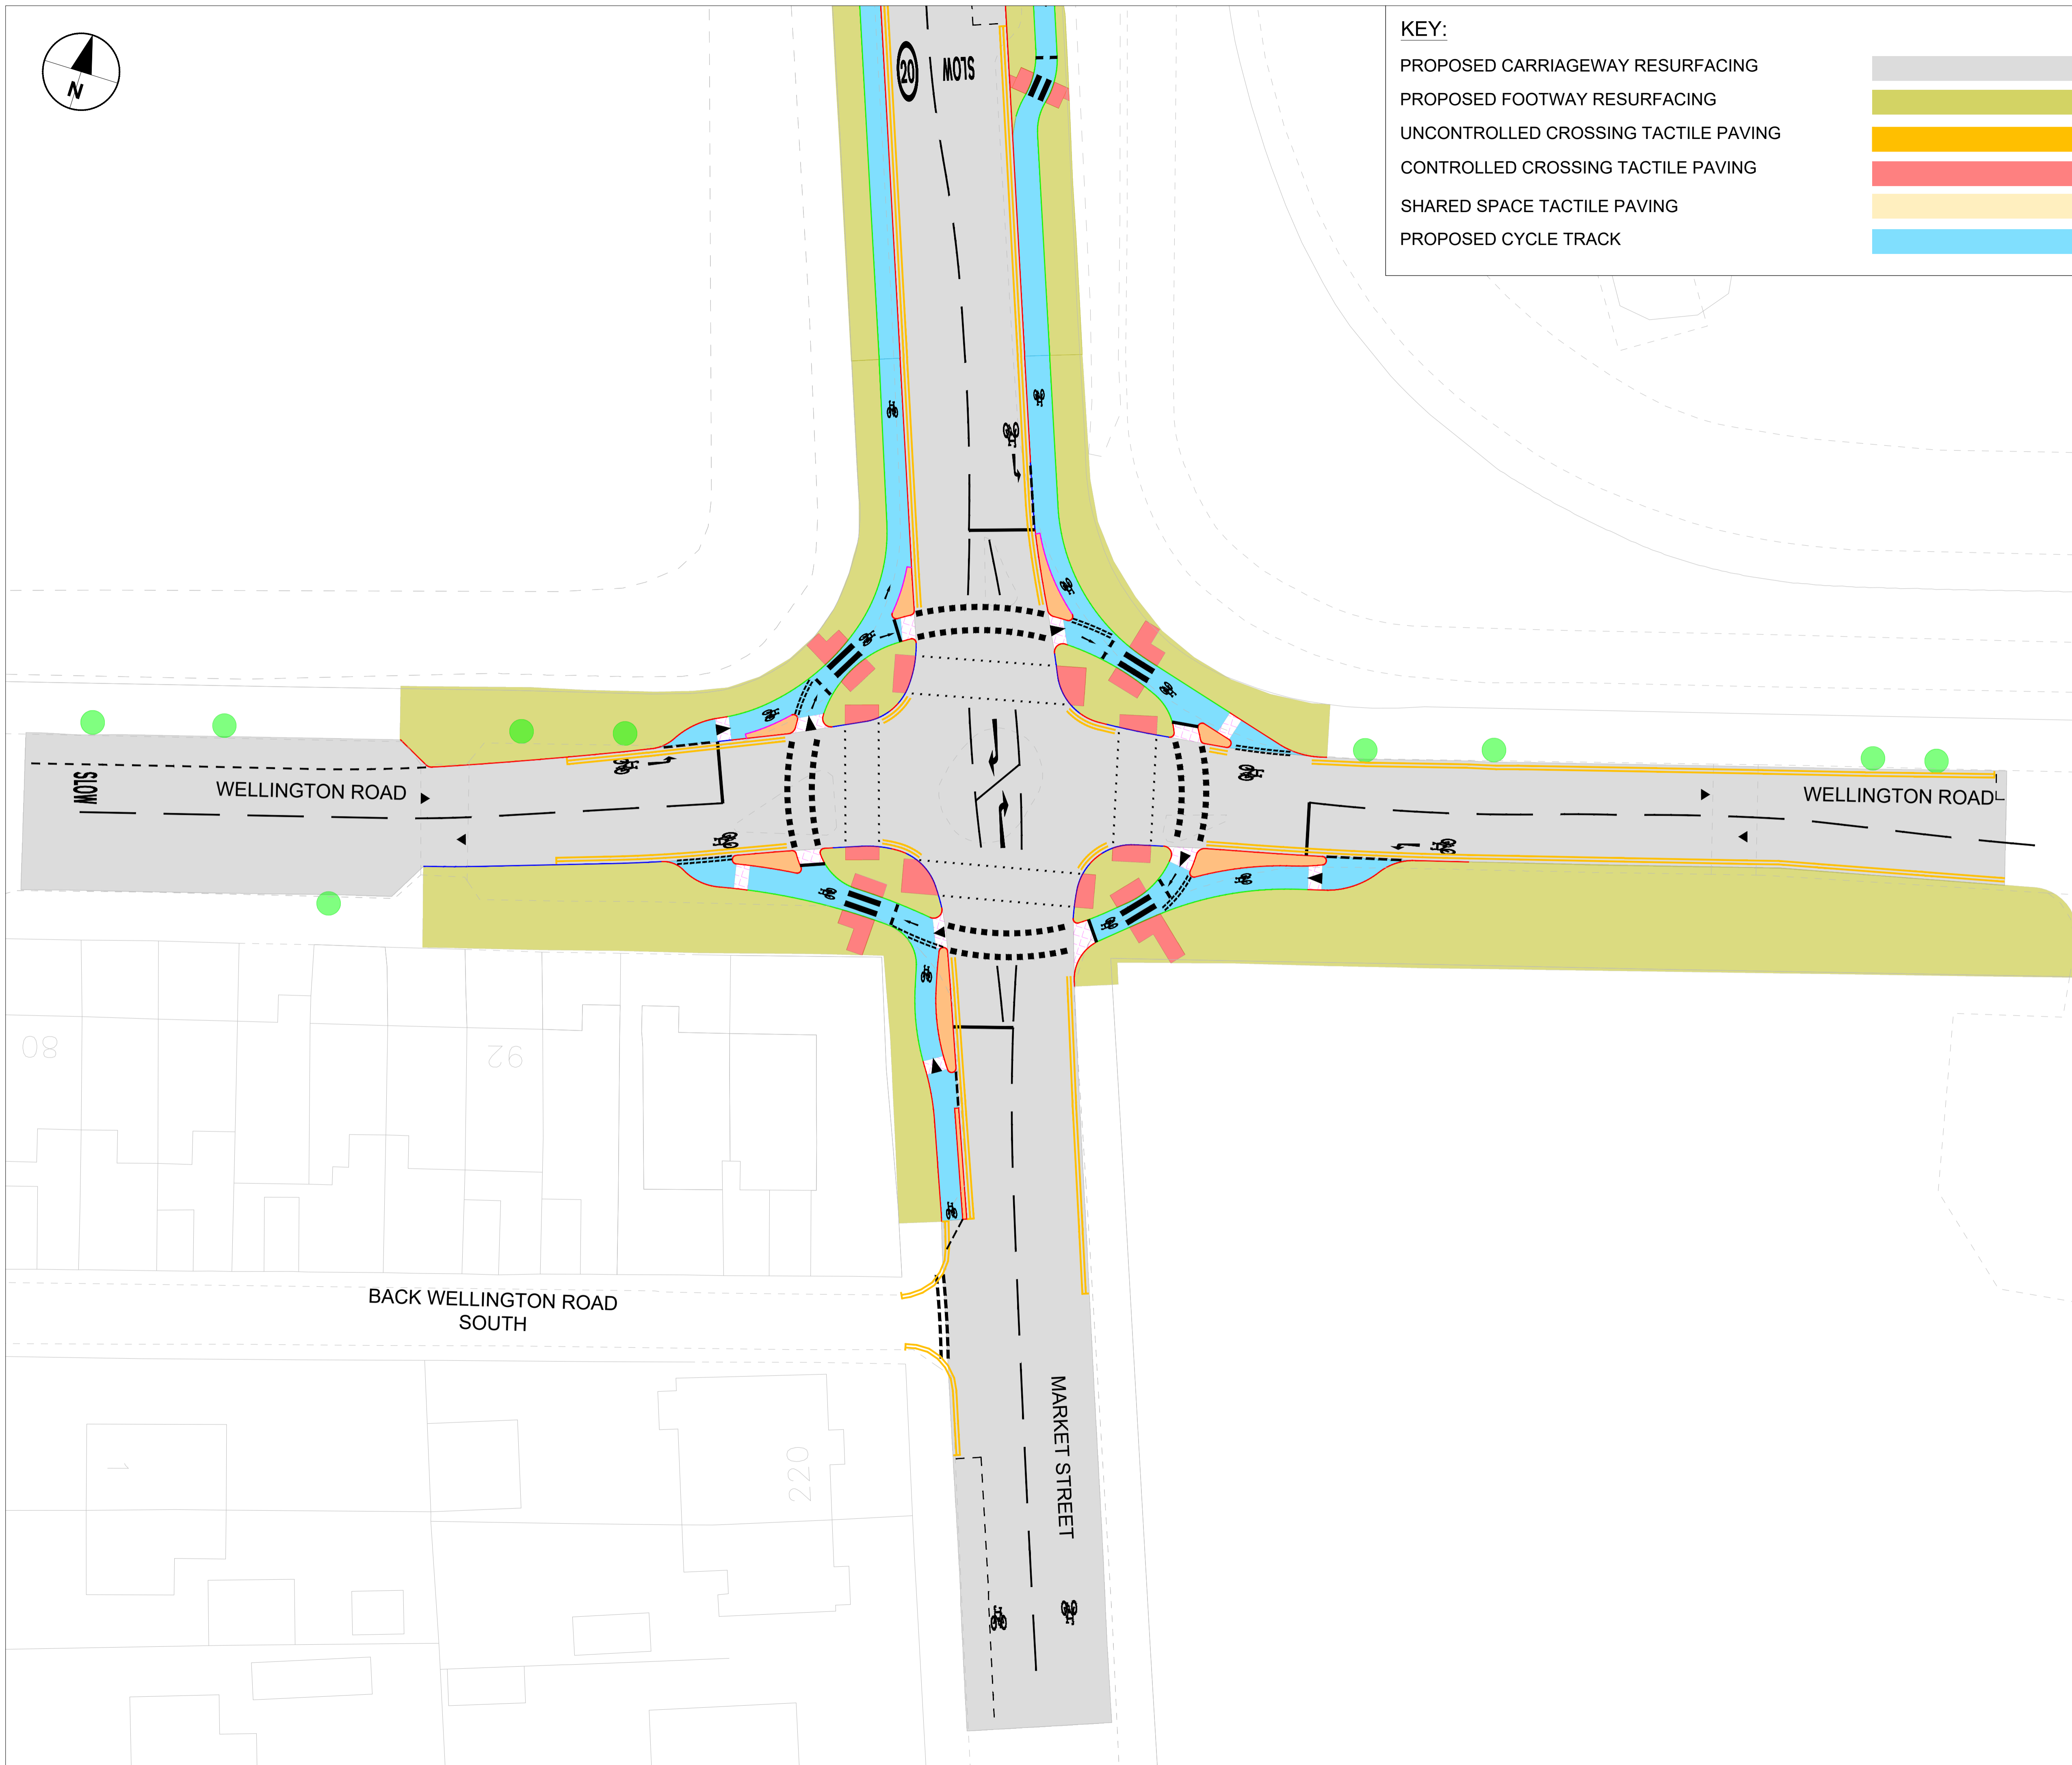 KEY:
PROPOSED CARRIAGEWAY RESURFACING
PROPOSED FOOTWAY RESURFACING
UNCONTROLLED CROSSING TACTILE PAVING
CONTROLLED CROSSING TACTILE PAVING
SHARED SPACE TACTILE PAVING
PROPOSED CYCLE TRACK
N
20
SLOW
SLOW
WELLINGTON ROAD
WELLINGTON ROAD
80
92
BACK WELLINGTON ROAD
SOUTH
MARKET STREET
1
220